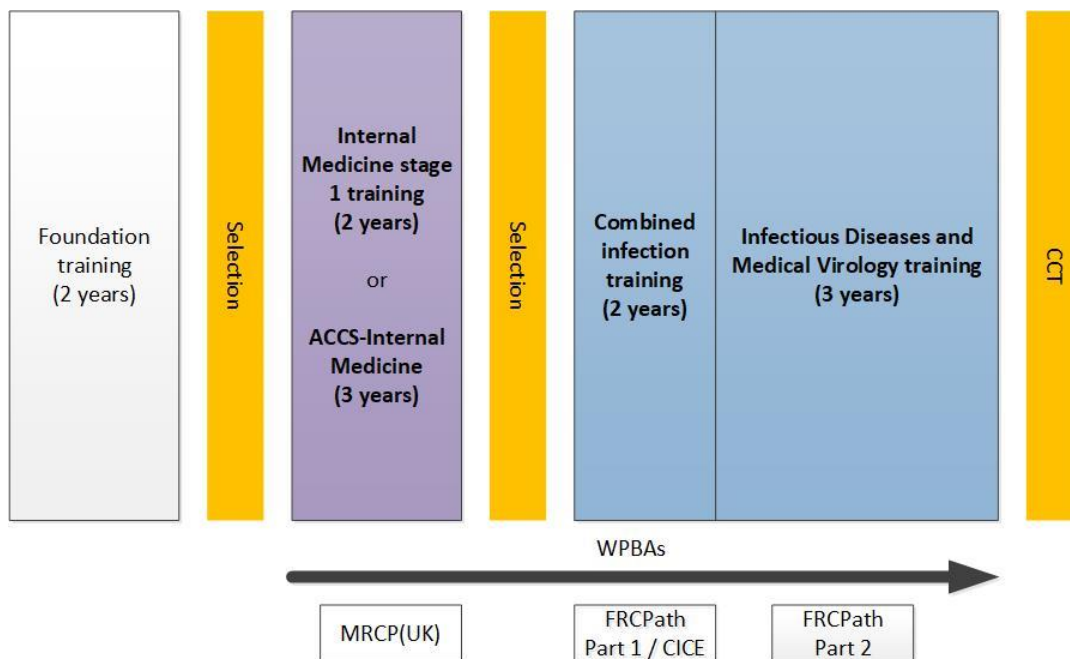 Foundation
training
(2 years)
Selection
Internal
Medicine stage
1 training
(2 years)
or
ACCS-Internal
Medicine
(3 years)
Selection
Combined
infection
training
(2 years)
Infectious Diseases and
Medical Virology training
(3 years)
CCT
WPBAs
MRCP(UK)
FRCPath
Part 1 / CICE
FRCPath
Part 2